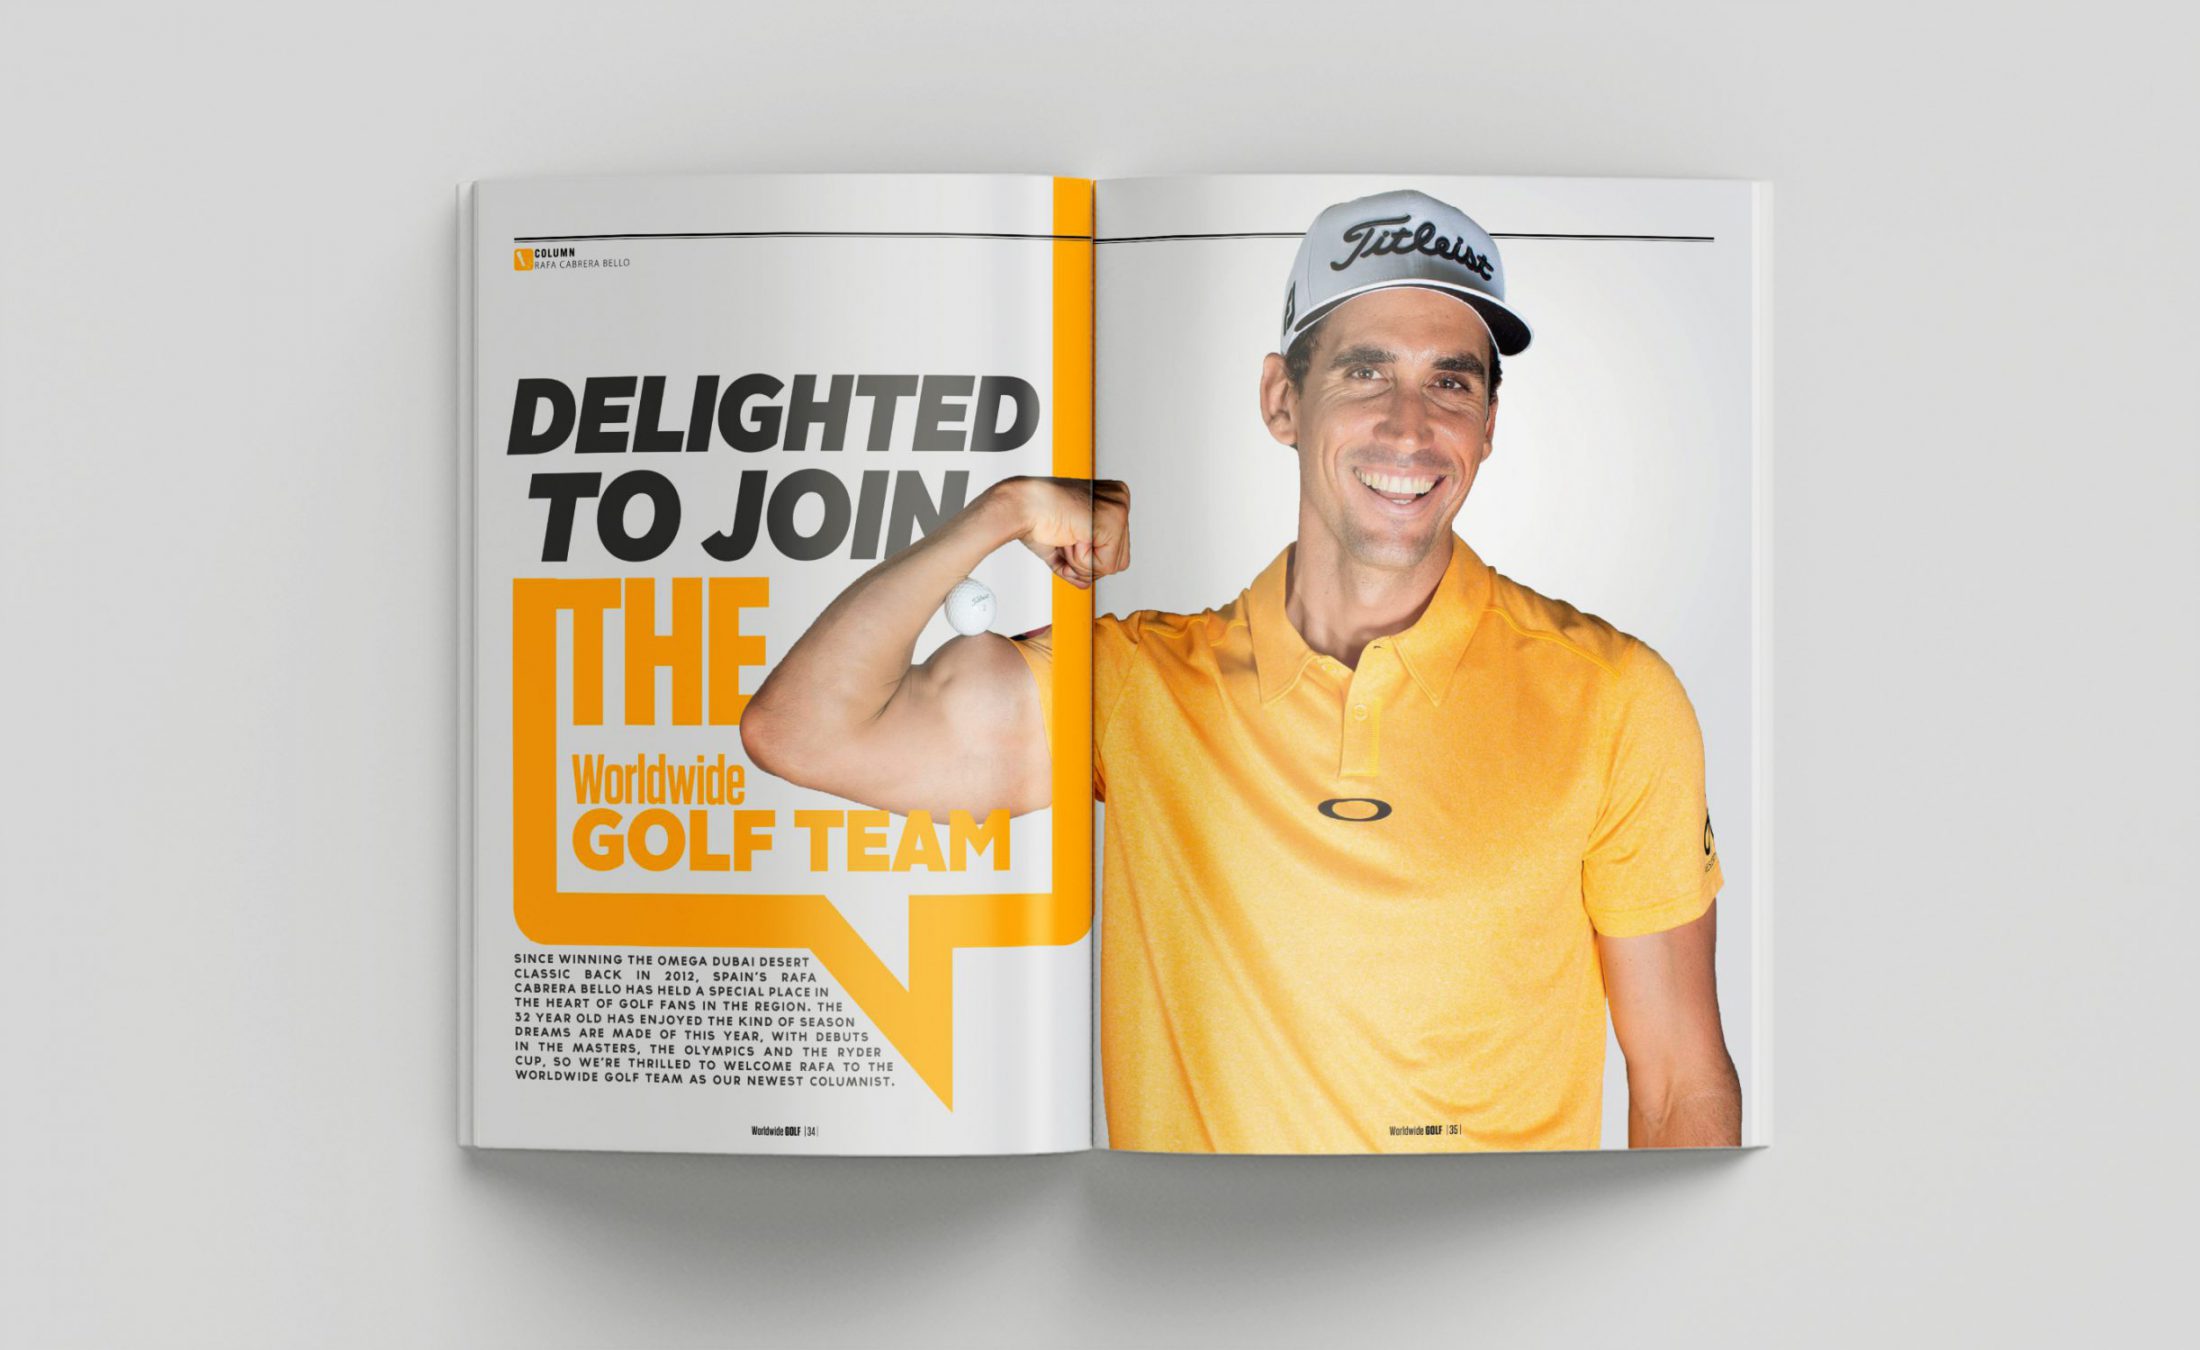 COLUMN
RAFA CABRERA BELLO
DELIGHTED
TO JOIN
THE
Worldwide
GOLF TEAM
SINCE WINNING THE OMEGA DUBAI DESERT
CLASSIC BACK IN 2012, SPAIN'S RAFA
CABRERA BELLO HAS HELD A SPECIAL PLACE IN
THE HEART OF GOLF FANS IN THE REGION. THE
32 YEAR OLD HAS ENJOYED THE KIND OF SEASON
DREAMS ARE MADE OF THIS YEAR, WITH DEBUTS
IN THE MASTERS, THE OLYMPICS AND THE RYDER
CUP, SO WE'RE THRILLED TO WELCOME RAFA TO THE
WORLDWIDE GOLF TEAM AS OUR NEWEST COLUMNIST.
Worldwide GOLF |34|
Titleist
2
Titleist
Worldwide GOLF |35|